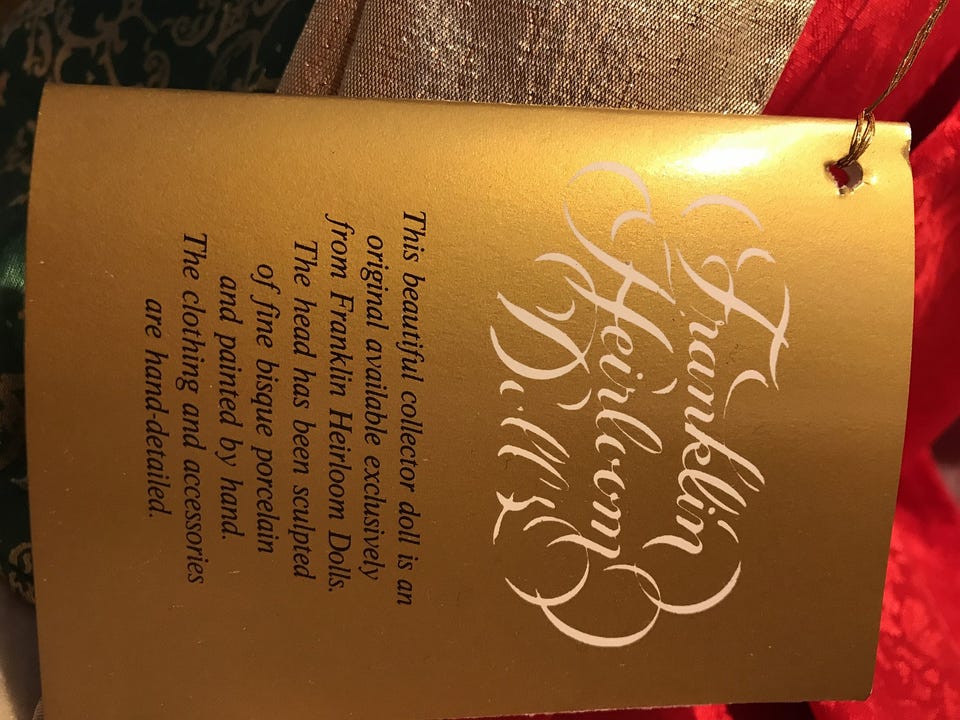 Franklin
Heirloom
Dolls
This beautiful collector doll is an
original available exclusively
from Franklin Heirloom Dolls.
The head has been sculpted
of fine bisque porcelain
and painted by hand.
The clothing and accessories
are hand-detailed.